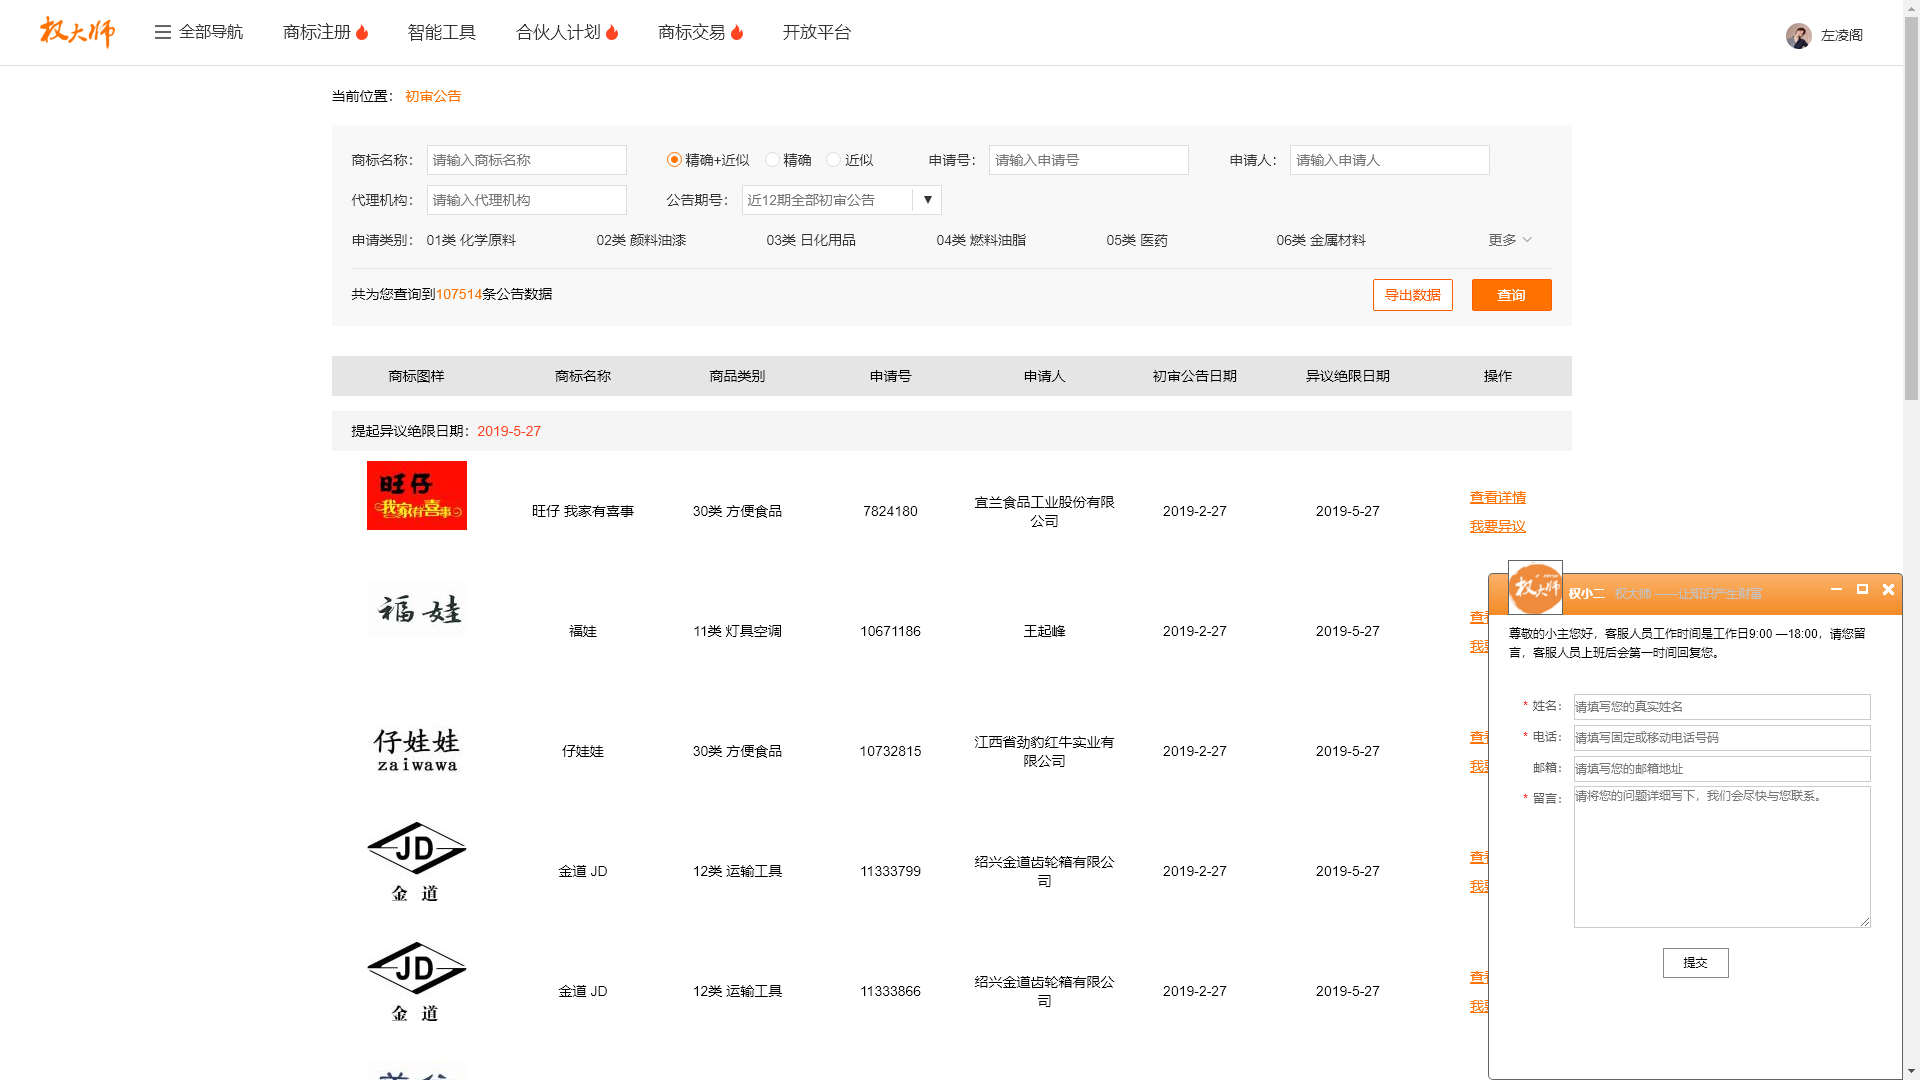 权大师
全部导航 商标注册 智能工具 合伙人计划 商标交易 开放平台 左凌阁
当前位置： 初审公告
商标名称： 请输入商标名称 精确+近似 精确 近似 申请号： 请输入申请号 申请人： 请输入申请人
代理机构： 请输入代理机构 公告期号： 近12期全部初审公告 ▼
申请类别： 01类 化学原料 02类 颜料油漆 03类 日化用品 04类 燃料油脂 05类 医药 06类 金属材料 更多
共为您查询到107514条公告数据 导出数据 查询
商标图样 商标名称 商品类别 申请号 申请人 初审公告日期 异议绝限日期 操作
提起异议绝限日期：2019-5-27
旺仔
我家有喜事
旺仔 我家有喜事 30类 方便食品 7824180 宜兰食品工业股份有限公司 2019-2-27 2019-5-27 查看详情
我要异议
福娃
福娃 11类 灯具空调 10671186 王起峰 2019-2-27 2019-5-27
仔娃娃
zaiwawa
仔娃娃 30类 方便食品 10732815 江西省劲豹红牛实业有限公司 2019-2-27 2019-5-27
JD
金道
金道 JD 12类 运输工具 11333799 绍兴金道齿轮箱有限公司 2019-2-27 2019-5-27
JD
金道
金道 JD 12类 运输工具 11333866 绍兴金道齿轮箱有限公司 2019-2-27 2019-5-27
权大师
权小二 权大师 ——让知识产生财富
尊敬的小主您好，客服人员工作时间是工作日9:00 —18:00，请您留
言，客服人员上班后会第一时间回复您。
* 姓名： 请填写您的真实姓名
* 电话： 请填写固定或移动电话号码
邮箱： 请填写您的邮箱地址
* 留言： 请将您的问题详细写下，我们会尽快与您联系。
提交